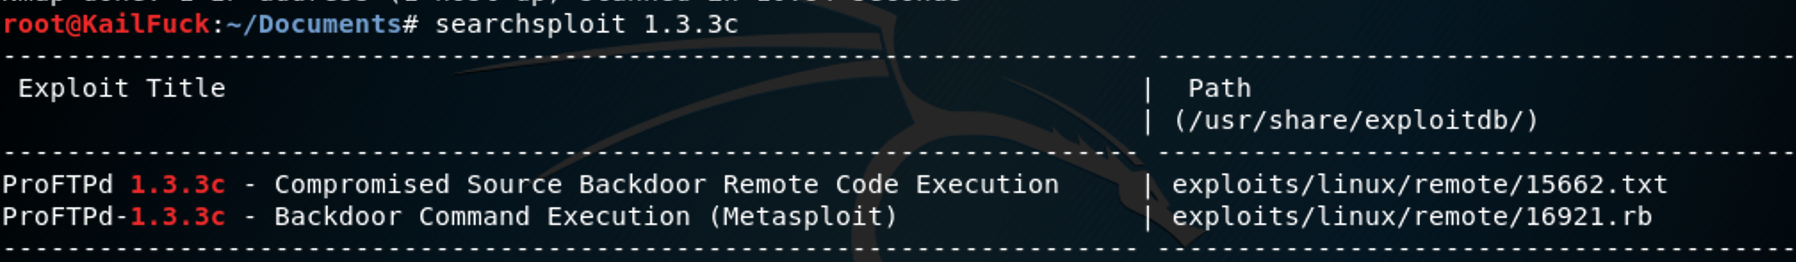 root@KailFuck:~/Documents# searchsploit 1.3.3c
---------------------------------------------------------------------- ----------------------------------------
Exploit Title | Path
| (/usr/share/exploitdb/)
---------------------------------------------------------------------- ----------------------------------------
ProFTPd 1.3.3c - Compromised Source Backdoor Remote Code Execution | exploits/linux/remote/15662.txt
ProFTPd-1.3.3c - Backdoor Command Execution (Metasploit) | exploits/linux/remote/16921.rb
---------------------------------------------------------------------- ----------------------------------------